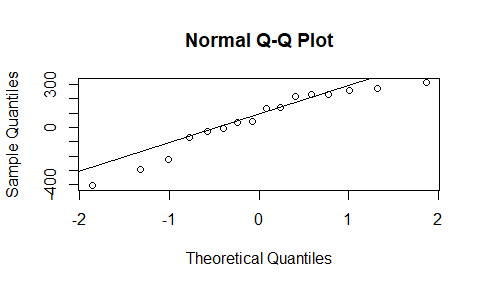 Normal Q-Q Plot
Sample Quantiles
300
0
-400
-2 -1 0 1 2
Theoretical Quantiles